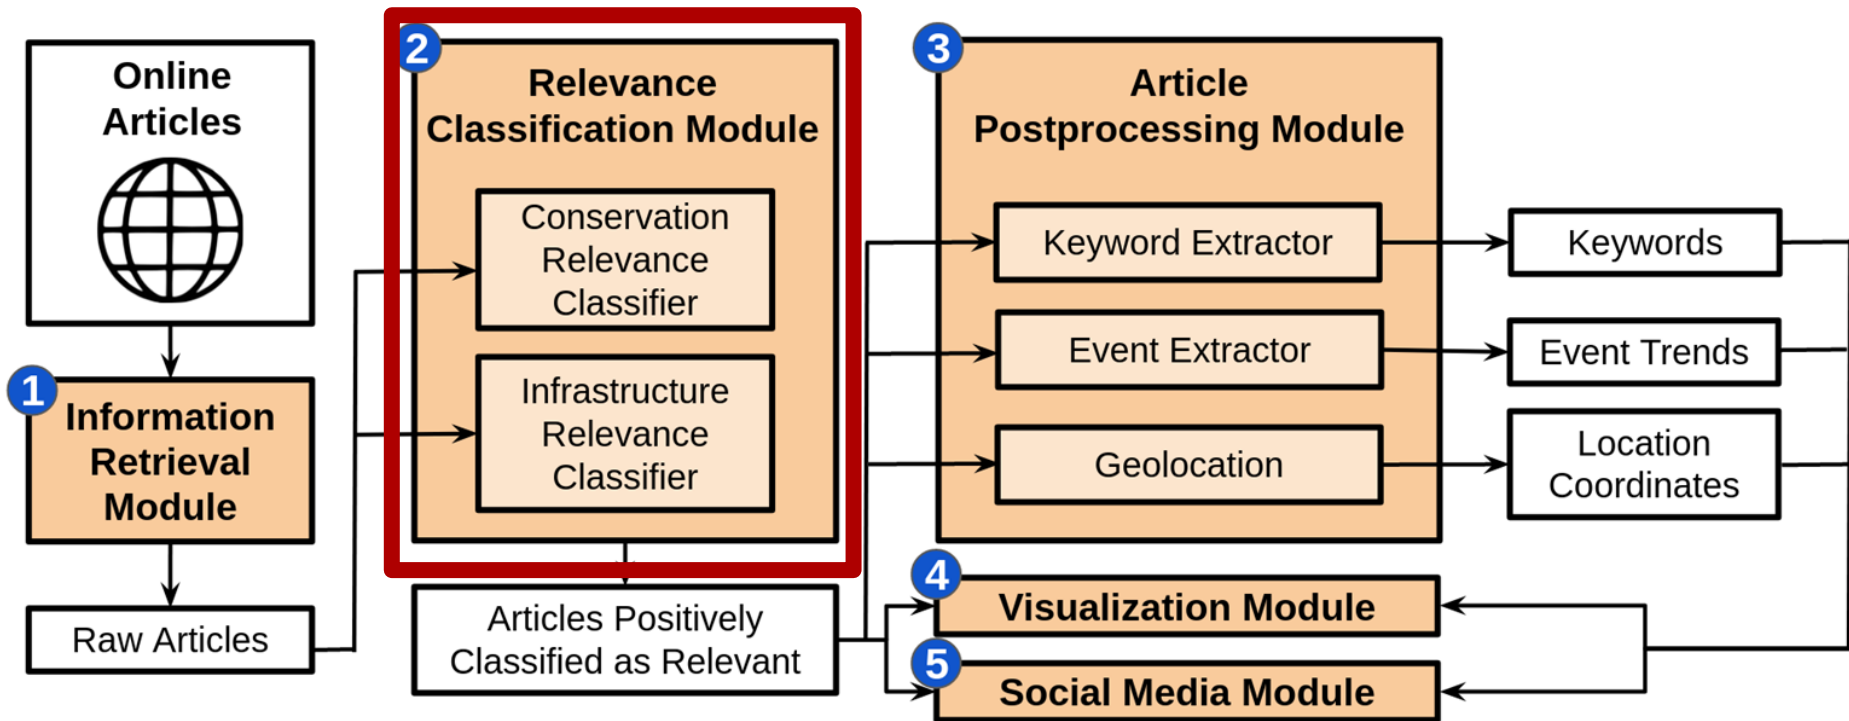 Online
Articles
1
Information
Retrieval
Module
Raw Articles
2
Relevance
Classification Module
Conservation
Relevance
Classifier
Infrastructure
Relevance
Classifier
Articles Positively
Classified as Relevant
3
Article
Postprocessing Module
Keyword Extractor
Event Extractor
Geolocation
Keywords
Event Trends
Location
Coordinates
4
Visualization Module
5
Social Media Module